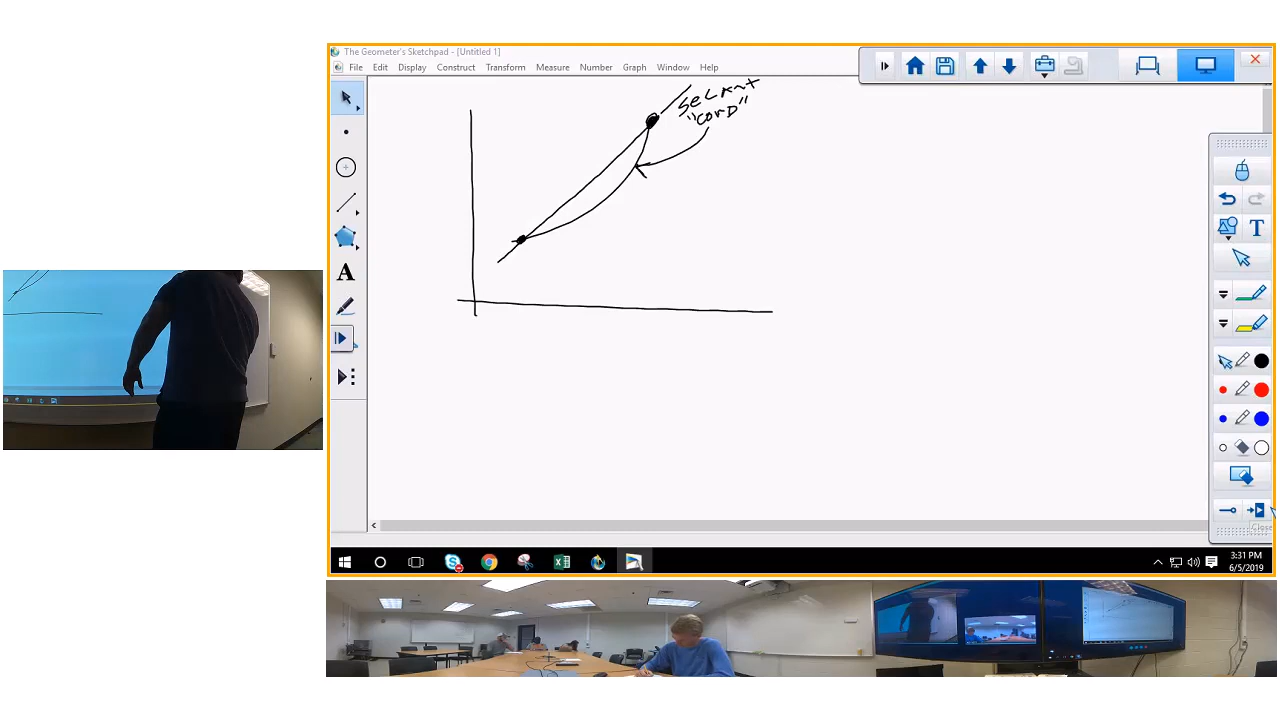 The Geometer's Sketchpad - [Untitled 1]
File Edit Display Construct Transform Measure Number Graph Window Help
Secant
"CorD"
T
A
Close
3:31 PM
6/5/2019